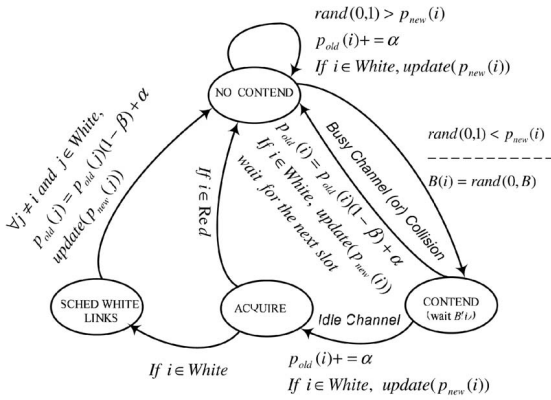 rand(0,1) > p_new(i)
p_old(i)+ = α
If i ∈ White, update(p_new(i))
NO CONTEND
∀j ≠ i and j ∈ White,
p_old(j) = p_old(j)(1 − β) + α
update(p_new(j))
If i ∈ Red
p_old(i) = p_old(i)(1 − β) + α
If i ∈ White, update(p_new(i))
wait for the next slot
Busy Channel (or) Collision
rand(0,1) < p_new(i)
B(i) = rand(0, B)
SCHED WHITE
LINKS
ACQUIRE
Idle Channel
CONTEND
(wait B(i))
If i ∈ White
p_old(i)+ = α
If i ∈ White, update(p_new(i))